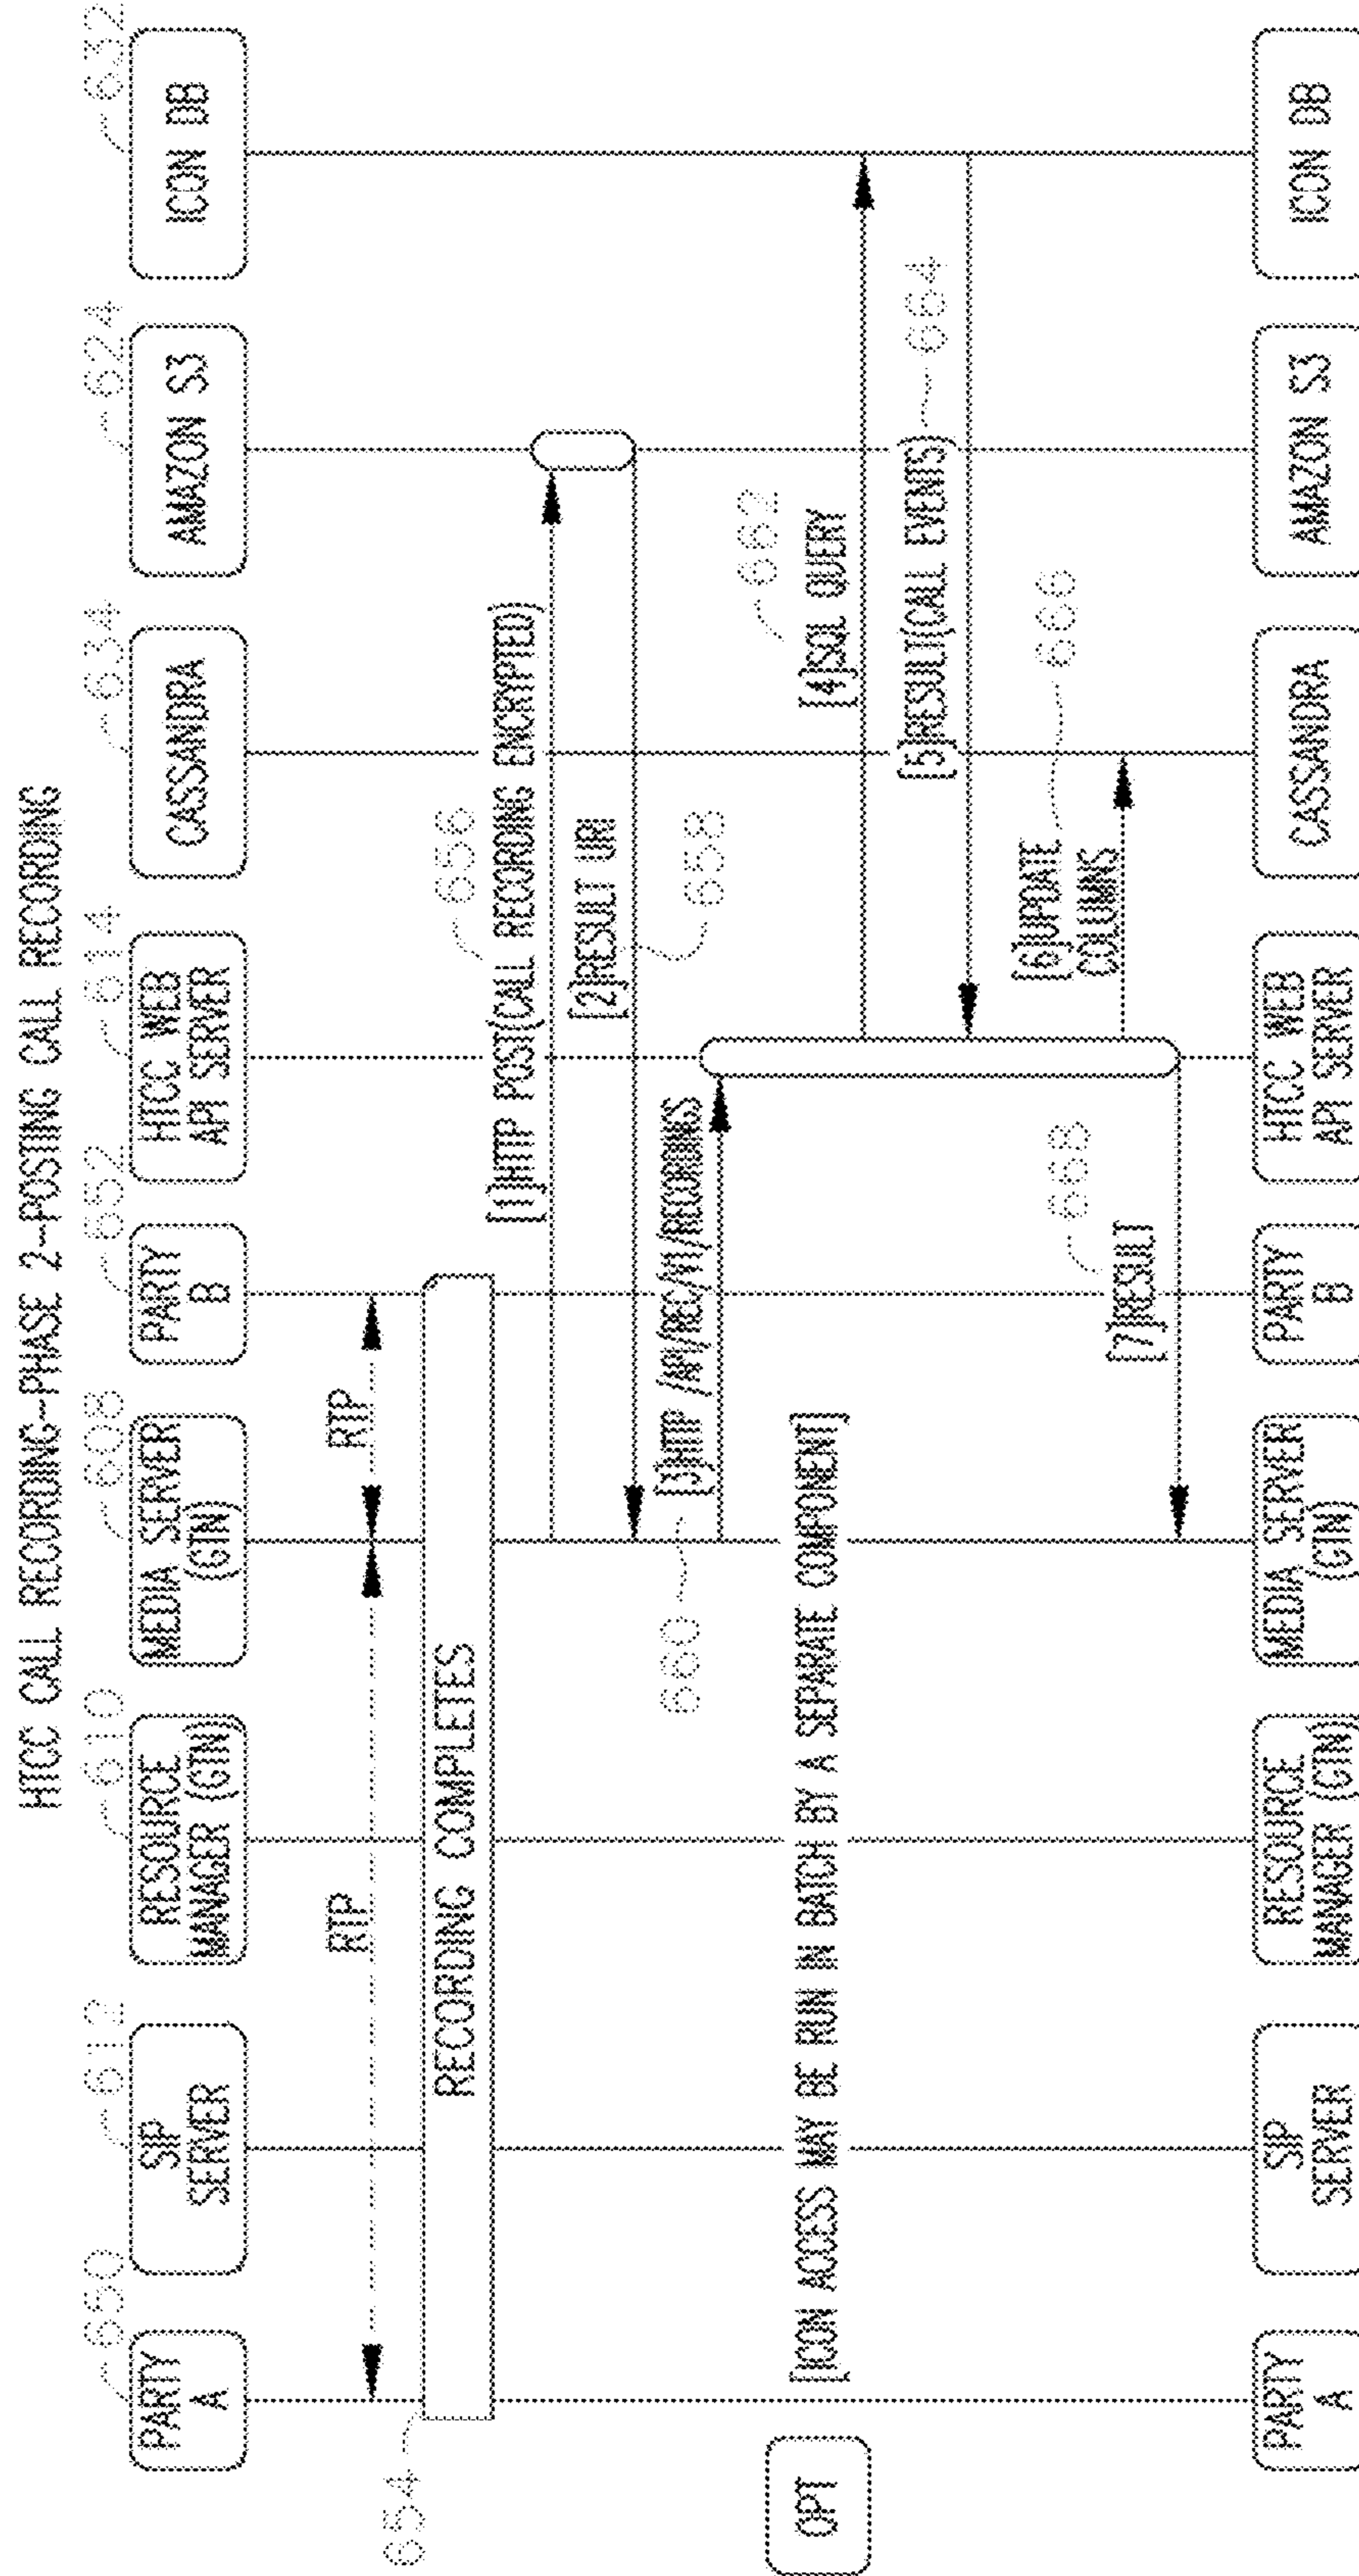 HTCC CALL RECORDING-PHASE 2-POSTING CALL RECORDING
650
612
610
608
652
614
634
624
632
PARTY
A
SIP
SERVER
RESOURCE
MANAGER (GTN)
MEDIA SERVER
(GTN)
PARTY
B
HTCC WEB
API SERVER
CASSANDRA
AMAZON S3
ICON DB
RTP
RTP
654
RECORDING COMPLETES
656
[1]HTTP POST(CALL RECORDING ENCRYPTED)
[2]RESULT URI
658
660
[3]HTTP /API/REC/V1/RECORDINGS
662
OPT
[ICON ACCESS MAY BE RUN IN BATCH BY A SEPARATE COMPONENT]
[4]SQL QUERY
[5]RESULT(CALL EVENTS)
664
[6]UPDATE
COLUMNS
666
668
[7]RESULT
PARTY
A
SIP
SERVER
RESOURCE
MANAGER (GTN)
MEDIA SERVER
(GTN)
PARTY
B
HTCC WEB
API SERVER
CASSANDRA
AMAZON S3
ICON DB